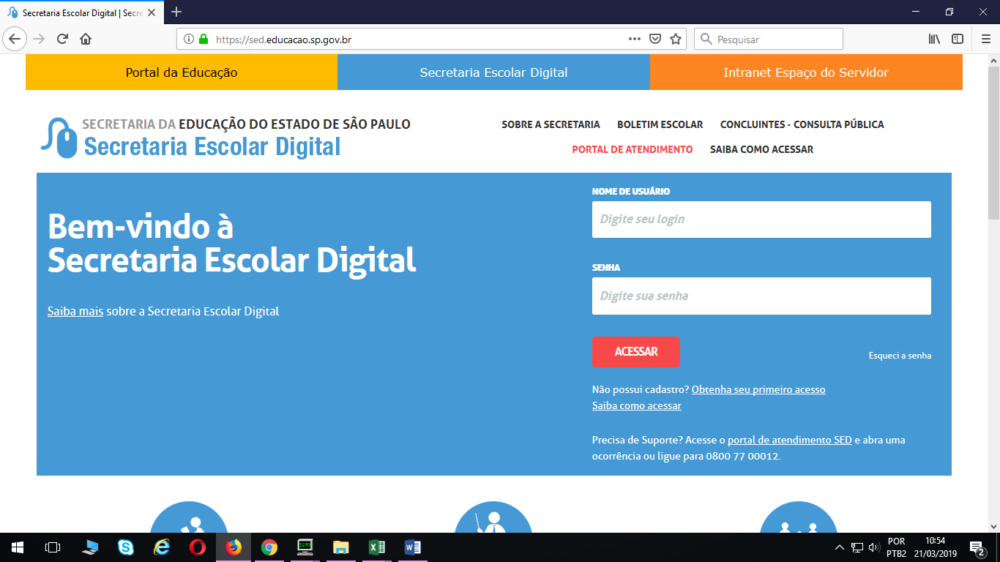 Secretaria Escolar Digital | Secre
https://sed.educacao.sp.gov.br
Pesquisar
Portal da Educação
Secretaria Escolar Digital
Intranet Espaço do Servidor
SECRETARIA DA EDUCAÇÃO DO ESTADO DE SÃO PAULO
Secretaria Escolar Digital
SOBRE A SECRETARIA
BOLETIM ESCOLAR
CONCLUINTES - CONSULTA PÚBLICA
PORTAL DE ATENDIMENTO
SAIBA COMO ACESSAR
Bem-vindo à
Secretaria Escolar Digital
Saiba mais sobre a Secretaria Escolar Digital
NOME DE USUÁRIO
Digite seu login
SENHA
Digite sua senha
ACESSAR
Esqueci a senha
Não possui cadastro? Obtenha seu primeiro acesso
Saiba como acessar
Precisa de Suporte? Acesse o portal de atendimento SED e abra uma
ocorrência ou ligue para 0800 77 00012.
3270
POR
PTB2
10:54
21/03/2019
2